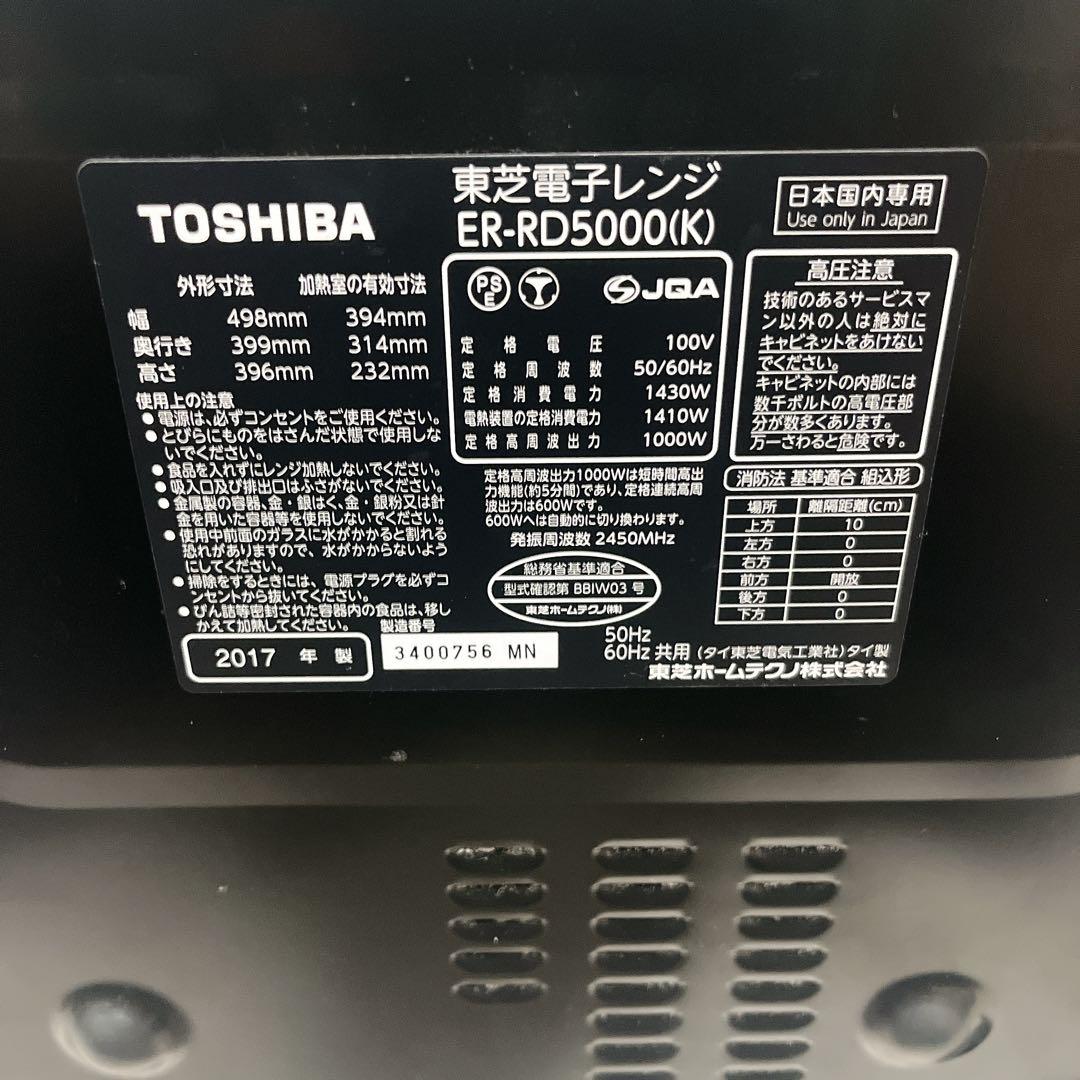 TOSHIBA
東芝電子レンジ
ER-RD5000(K)
日本国内専用
Use only in Japan
外形寸法 加熱室の有効寸法
幅 498mm 394mm
奥行き 399mm 314mm
高さ 396mm 232mm
使用上の注意
●電源は、必ずコンセントをご使用ください。
●とびらにものをはさんだ状態で使用しな
いでください。
●食品を入れずにレンジ加熱しないでください。
●吸入口及び排出口はふさがないでください。
●金属製の容器、金・銀はく、金・銀粉又は針
金を用いた容器等を使用しないでください。
●使用中前面のガラスに水がかかると割れる
恐れがありますので、水がかからないよう
にしてください。
●掃除をするときには、電源プラグを必ずコ
ンセントから抜いてください。
●びん詰等密封された容器内の食品は、移し
かえて加熱してください。
2017 年 製
製造番号
3400756 MN
PS
E
JQA
定格電圧 100V
定格周波数 50/60Hz
定格消費電力 1430W
電熱装置の定格消費電力 1410W
定格高周波出力 1000W
定格高周波出力1000Wは短時間高出
力機能(約5分間)であり、定格連続高周
波出力は600Wです。
600Wへは自動的に切り換わります。
発振周波数 2450MHz
総務省基準適合
型式確認第 BBIW03 号
東芝ホームテクノ(株)
高圧注意
技術のあるサービスマ
ン以外の人は絶対に
キャビネットをあけない
でください。
キャビネットの内部には
数千ボルトの高電圧部
分が数多くあります。
万一さわると危険です。
消防法 基準適合 組込形
場所 離隔距離(cm)
上方 10
左方 0
右方 0
前方 開放
後方 0
下方 0
50Hz
60Hz 共用 (タイ東芝電気工業社)タイ製
東芝ホームテクノ株式会社